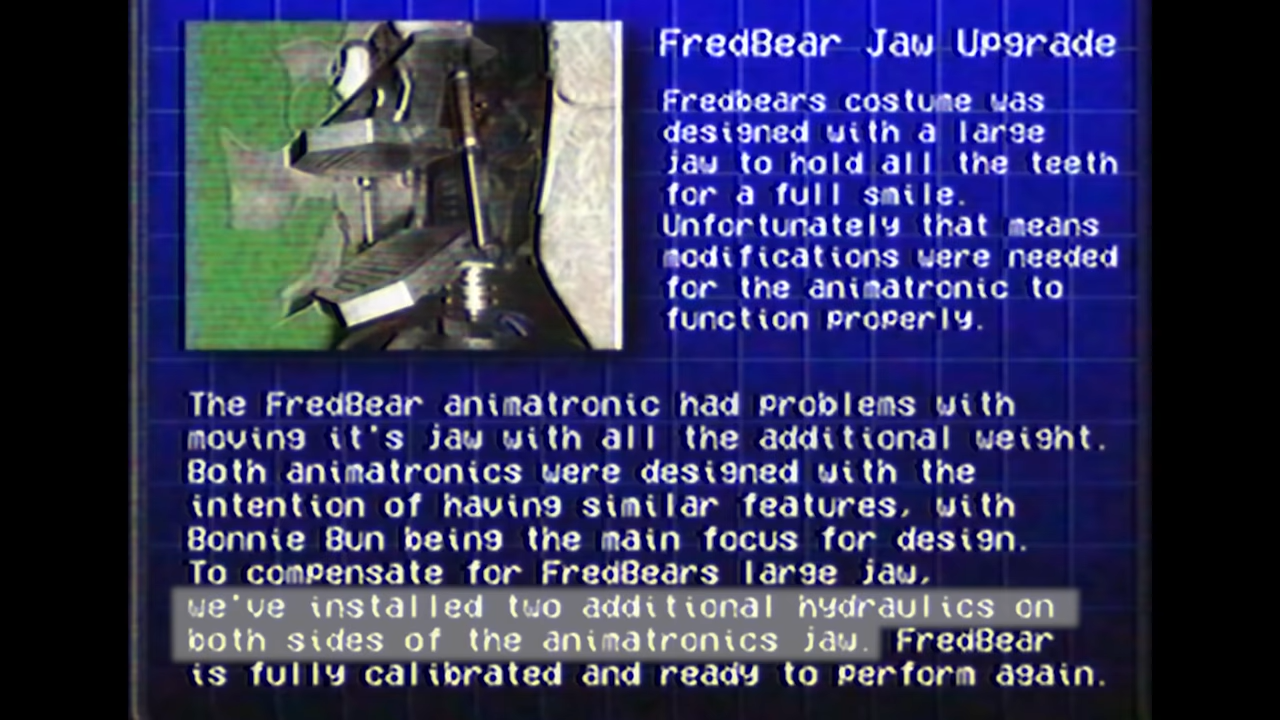 FredBear Jaw Upgrade
Fredbears costume was
designed with a large
jaw to hold all the teeth
for a full smile.
Unfortunately that means
modifications were needed
for the animatronic to
function properly.
The FredBear animatronic had problems with
moving it's jaw with all the additional weight.
Both animatronics were designed with the
intention of having similar features, with
Bonnie Bun being the main focus for design.
To compensate for FredBears large jaw,
we've installed two additional hydraulics on
both sides of the animatronics jaw. FredBear
is fully calibrated and ready to perform again.